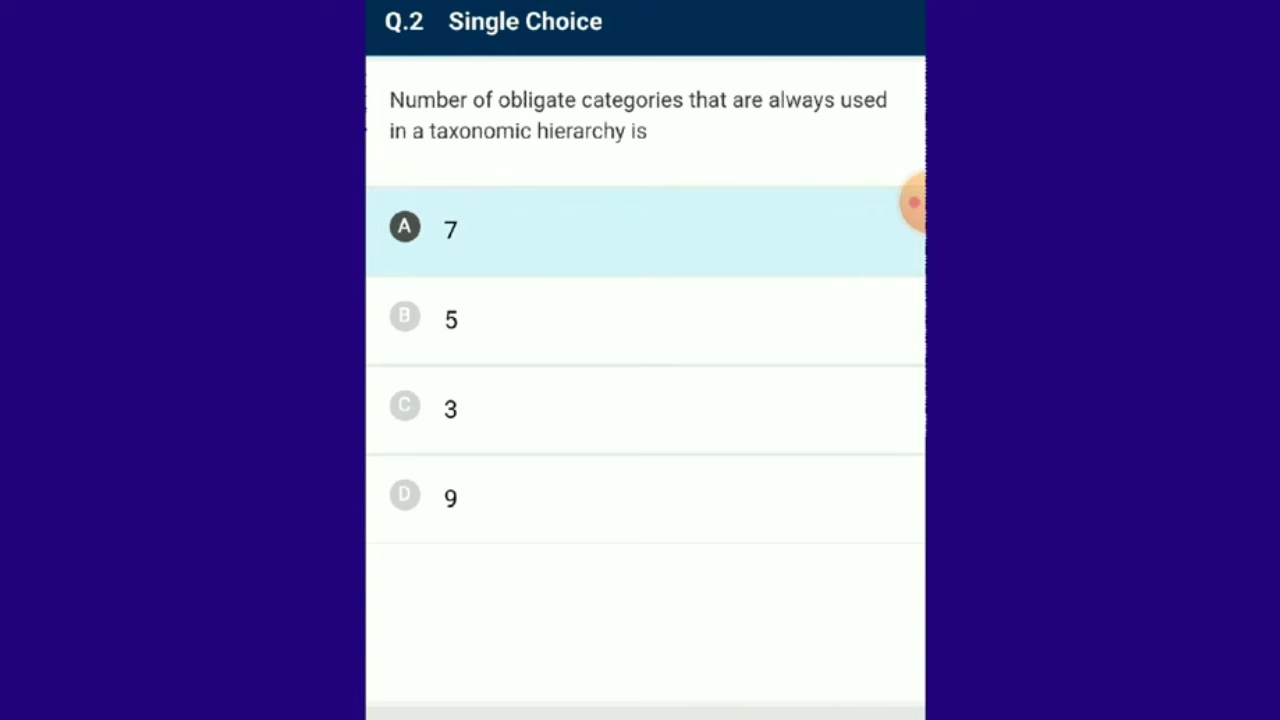 Q.2 Single Choice
Number of obligate categories that are always used
in a taxonomic hierarchy is
A 7
B 5
C 3
D 9